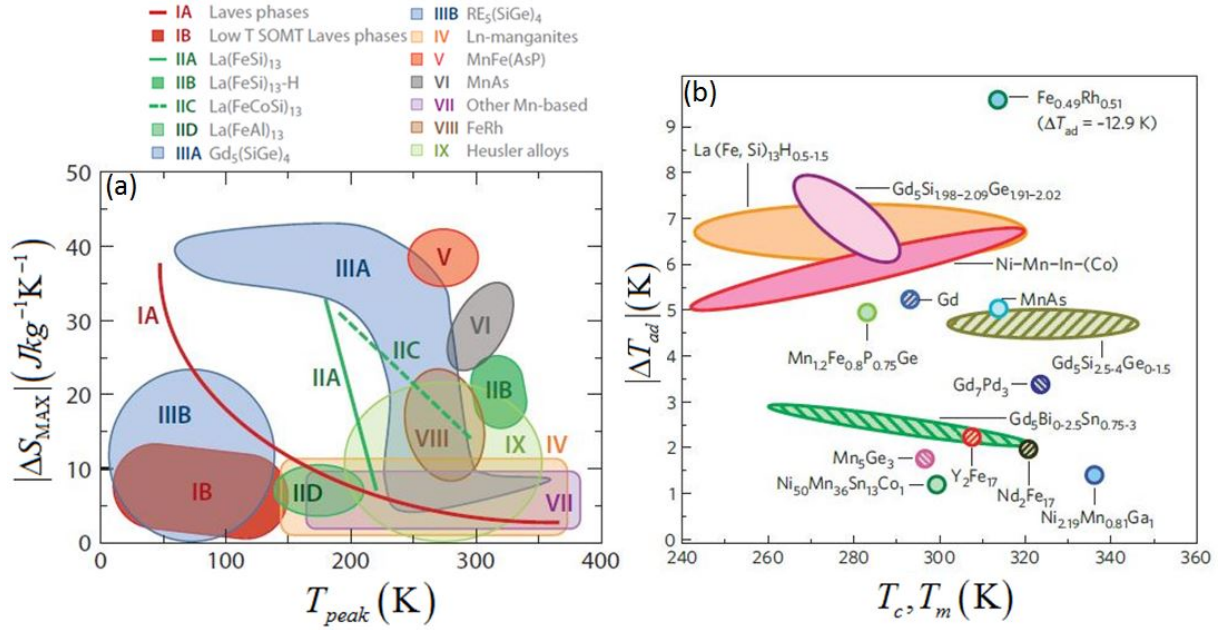 IA Laves phases
IB Low T SOMT Laves phases
IIA La(FeSi)₁₃
IIB La(FeSi)₁₃-H
IIC La(FeCoSi)₁₃
IID La(FeAl)₁₃
IIIA Gd₅(SiGe)₄
IIIB RE₅(SiGe)₄
IV Ln-manganites
V MnFe(AsP)
VI MnAs
VII Other Mn-based
VIII FeRh
IX Heusler alloys
(a)
|ΔS_MAX|(Jkg⁻¹K⁻¹)
50
40
30
20
10
0
IA
IIIA
V
VI
IIC
IIA
IIB
IIIB
VIII
IX
IV
IB
IID
VII
0
100
200
300
400
T_peak (K)
(b)
|ΔT_ad|(K)
9
8
7
6
5
4
3
2
1
0
Fe₀.₄₉Rh₀.₅₁
(ΔT_ad = -12.9 K)
La (Fe, Si)₁₃H₀.₅₋₁.₅
Gd₅Si₁.₉₈₋₂.₀₉Ge₁.₉₁₋₂.₀₂
Ni-Mn-In-(Co)
Gd
MnAs
Mn₁.₂Fe₀.₈P₀.₇₅Ge
Gd₅Si₂.₅₋₄Ge₀₋₁.₅
Gd₇Pd₃
Gd₅Bi₀₋₂.₅Sn₀.₇₅₋₃
Mn₅Ge₃
Y₂Fe₁₇
Ni₅₀Mn₃₆Sn₁₃Co₁
Nd₂Fe₁₇
Ni₂.₁₉Mn₀.₈₁Ga₁
240
260
280
300
320
340
360
T_c, T_m (K)